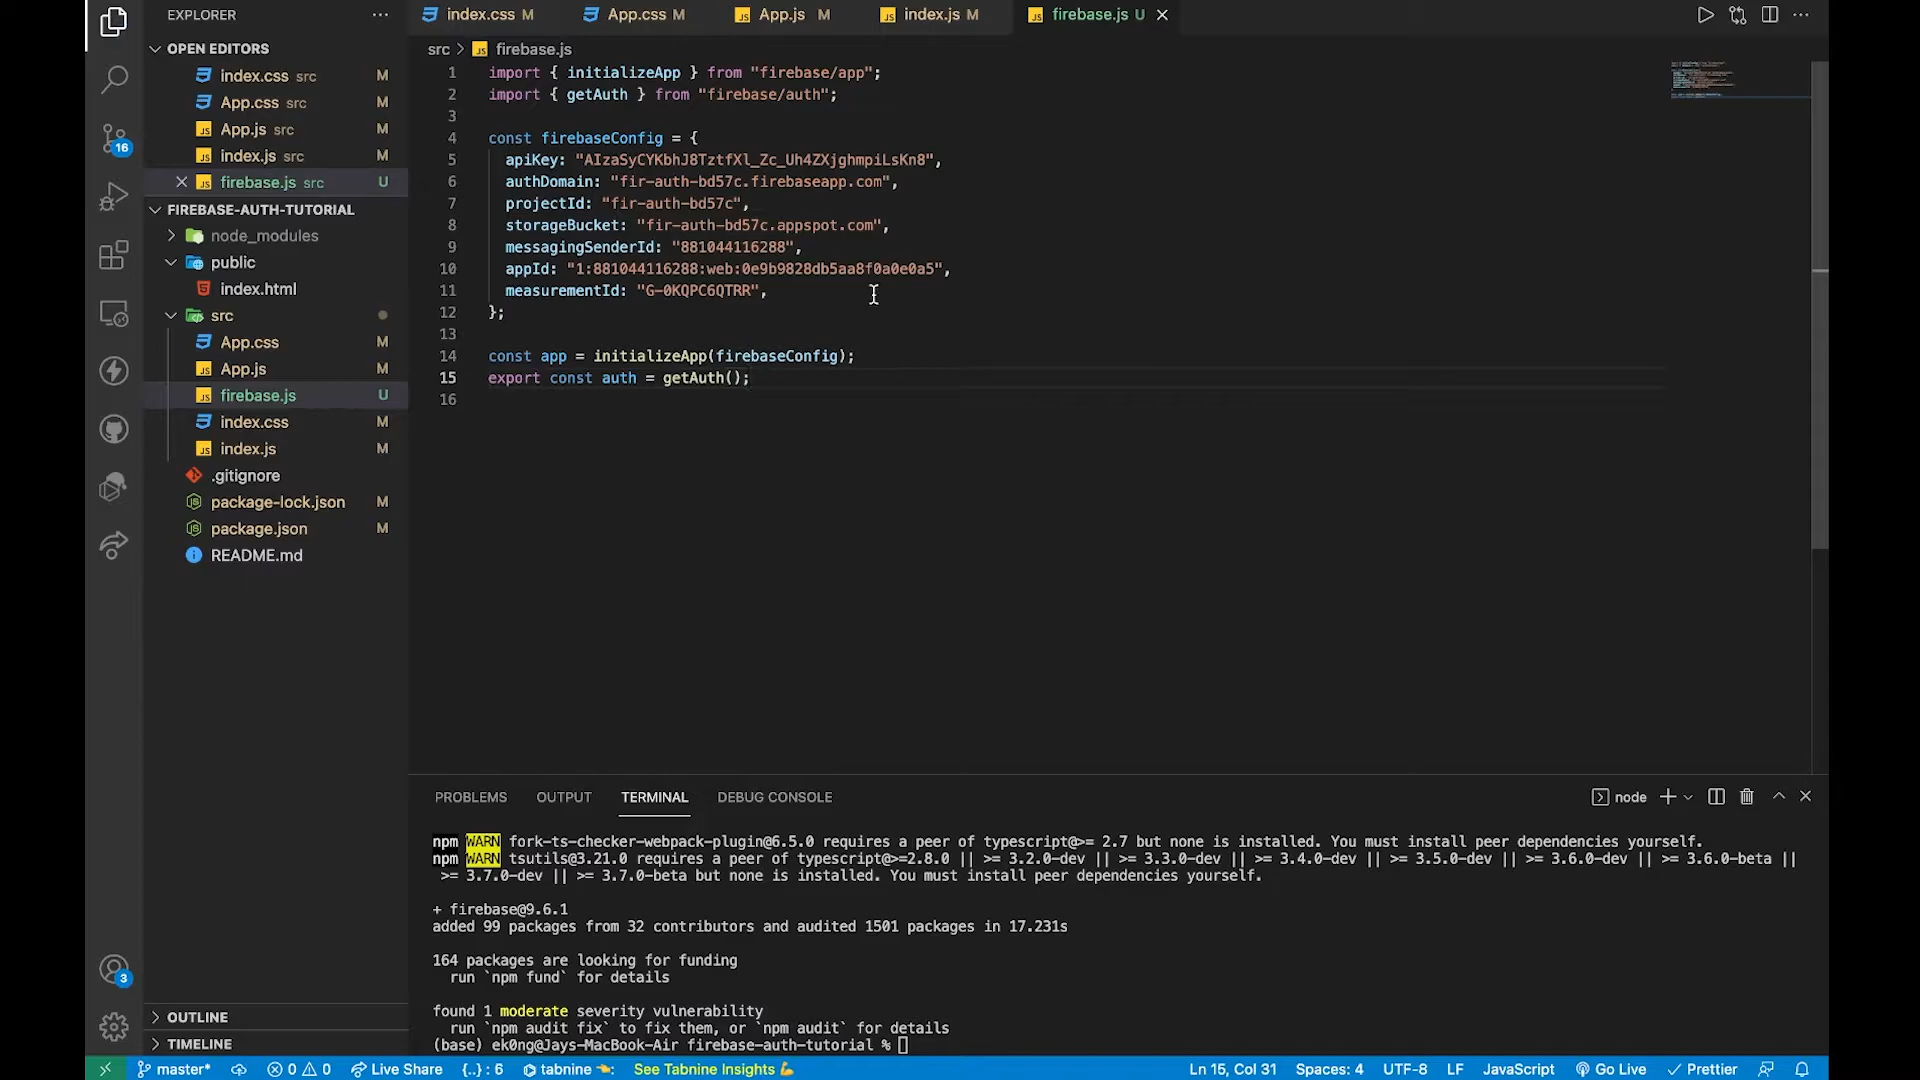 EXPLORER
OPEN EDITORS
index.css src M
App.css src M
App.js src M
index.js src M
firebase.js src U
FIREBASE-AUTH-TUTORIAL
node_modules
public
index.html
src
App.css M
App.js M
firebase.js U
index.css M
index.js M
.gitignore
package-lock.json M
package.json M
README.md
OUTLINE
TIMELINE
16
3
index.css M App.css M App.js M index.js M firebase.js U
src > firebase.js
1 import { initializeApp } from "firebase/app";
2 import { getAuth } from "firebase/auth";
3
4 const firebaseConfig = {
5 apiKey: "AIzaSyCYKbhJ8TztfXl_Zc_Uh4ZXjghmpiLsKn8",
6 authDomain: "fir-auth-bd57c.firebaseapp.com",
7 projectId: "fir-auth-bd57c",
8 storageBucket: "fir-auth-bd57c.appspot.com",
9 messagingSenderId: "881044116288",
10 appId: "1:881044116288:web:0e9b9828db5aa8f0a0e0a5",
11 measurementId: "G-0KQPC6QTRR",
12 };
13
14 const app = initializeApp(firebaseConfig);
15 export const auth = getAuth();
16
PROBLEMS OUTPUT TERMINAL DEBUG CONSOLE
node
npm WARN fork-ts-checker-webpack-plugin@6.5.0 requires a peer of typescript@>= 2.7 but none is installed. You must install peer dependencies yourself.
npm WARN tsutils@3.21.0 requires a peer of typescript@>=2.8.0 || >= 3.2.0-dev || >= 3.3.0-dev || >= 3.4.0-dev || >= 3.5.0-dev || >= 3.6.0-dev || >= 3.6.0-beta ||
>= 3.7.0-dev || >= 3.7.0-beta but none is installed. You must install peer dependencies yourself.
+ firebase@9.6.1
added 99 packages from 32 contributors and audited 1501 packages in 17.231s
164 packages are looking for funding
run `npm fund` for details
found 1 moderate severity vulnerability
run `npm audit fix` to fix them, or `npm audit` for details
(base) ek0ng@Jays-MacBook-Air firebase-auth-tutorial %
master* 0 0 Live Share {..} : 6 tabnine See Tabnine Insights Ln 15, Col 31 Spaces: 4 UTF-8 LF JavaScript Go Live Prettier